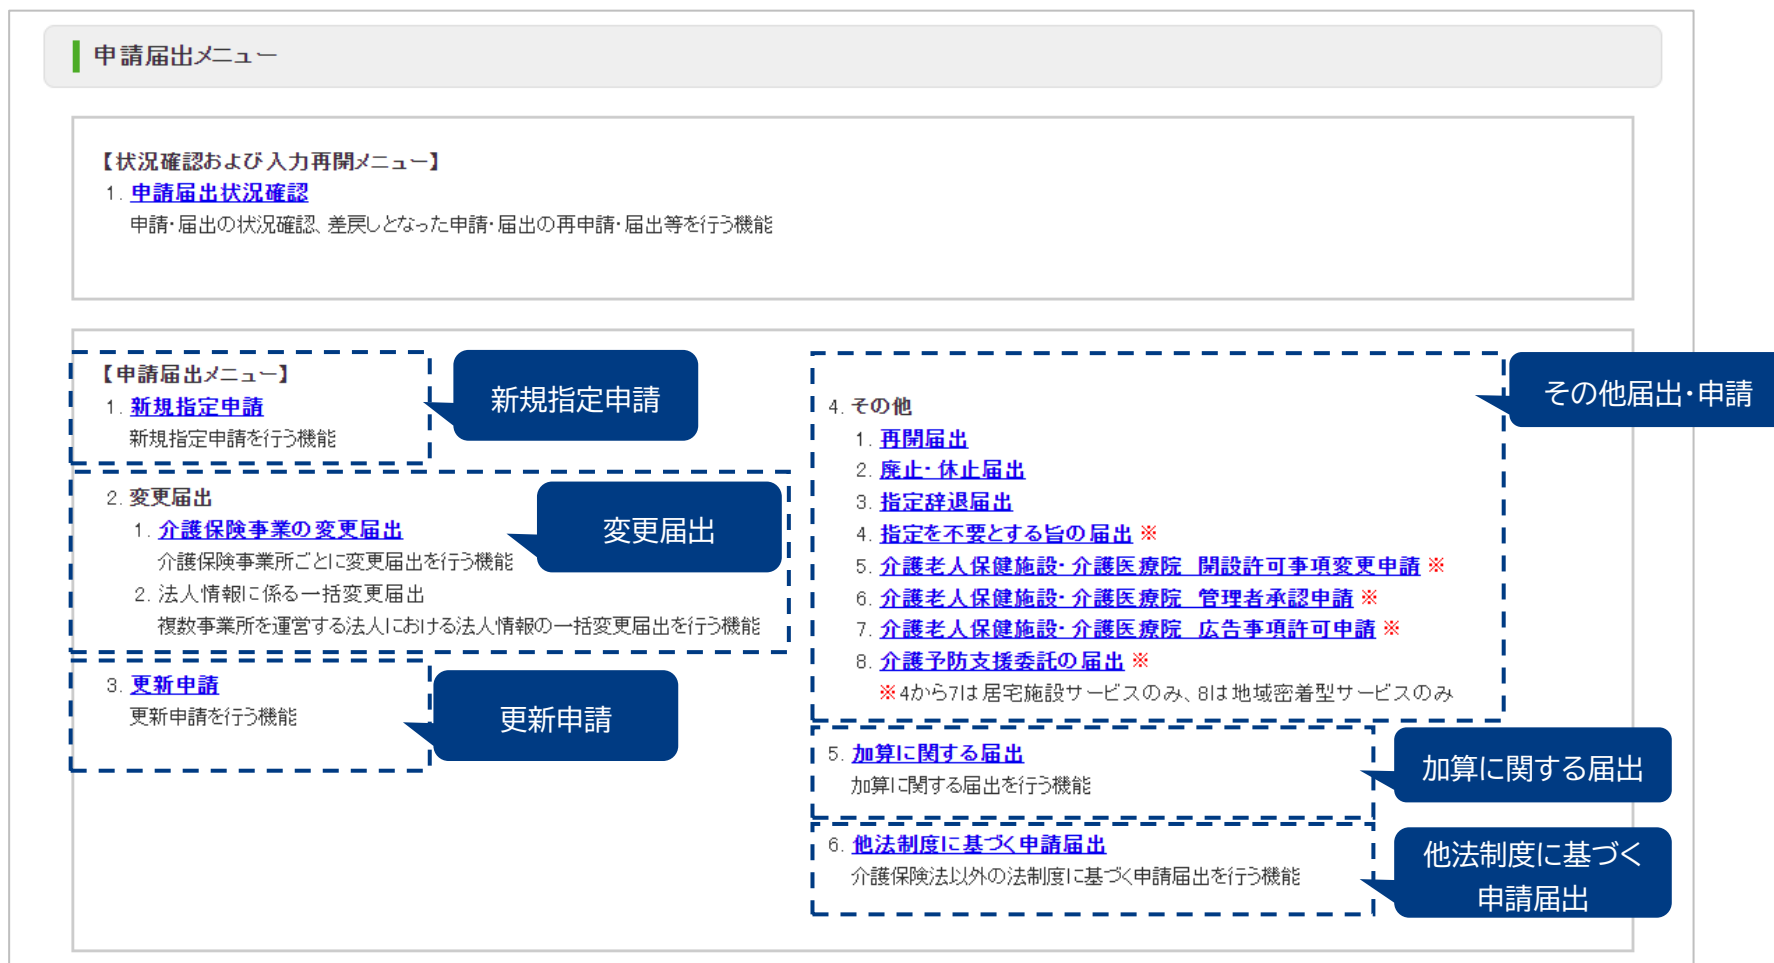 申請届出メニュー
【状況確認および入力再開メニュー】
1. 申請届出状況確認
申請・届出の状況確認、差戻しとなった申請・届出の再申請・届出等を行う機能
【申請届出メニュー】
1. 新規指定申請
新規指定申請を行う機能
新規指定申請
2. 変更届出
1. 介護保険事業の変更届出
介護保険事業所ごとに変更届出を行う機能
2. 法人情報に係る一括変更届出
複数事業所を運営する法人における法人情報の一括変更届出を行う機能
変更届出
3. 更新申請
更新申請を行う機能
更新申請
4. その他
1. 再開届出
2. 廃止・休止届出
3. 指定辞退届出
4. 指定を不要とする旨の届出 ※
5. 介護老人保健施設・介護医療院 開設許可事項変更申請 ※
6. 介護老人保健施設・介護医療院 管理者承認申請 ※
7. 介護老人保健施設・介護医療院 広告事項許可申請 ※
8. 介護予防支援委託の届出 ※
※4から7は居宅施設サービスのみ、8は地域密着型サービスのみ
その他届出・申請
5. 加算に関する届出
加算に関する届出を行う機能
加算に関する届出
6. 他法制度に基づく申請届出
介護保険法以外の法制度に基づく申請届出を行う機能
他法制度に基づく
申請届出